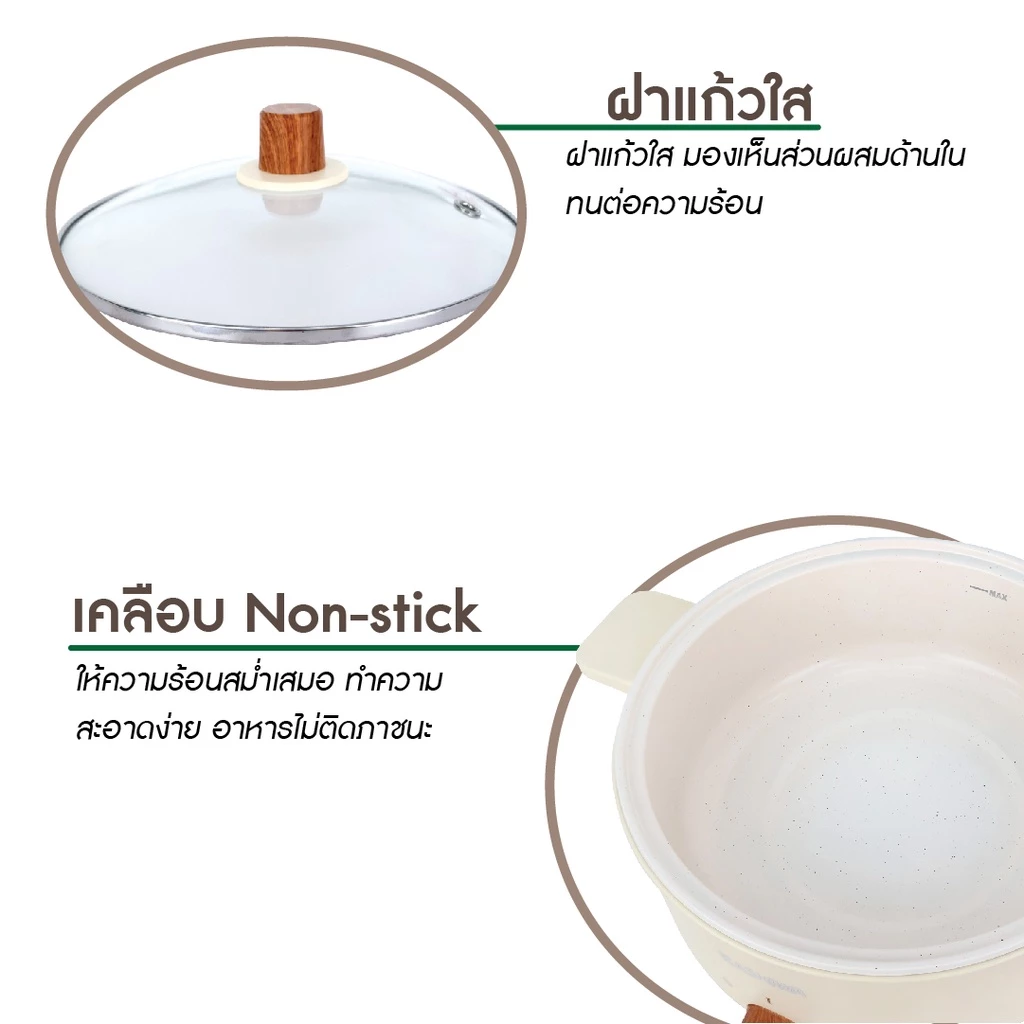 ฝาแก้วใส
ฝาแก้วใส มองเห็นส่วนผสมด้านใน
ทนต่อความร้อน
เคลือบ Non-stick
ให้ความร้อนสม่ำเสมอ ทำความ
สะอาดง่าย อาหารไม่ติดภาชนะ
MAX